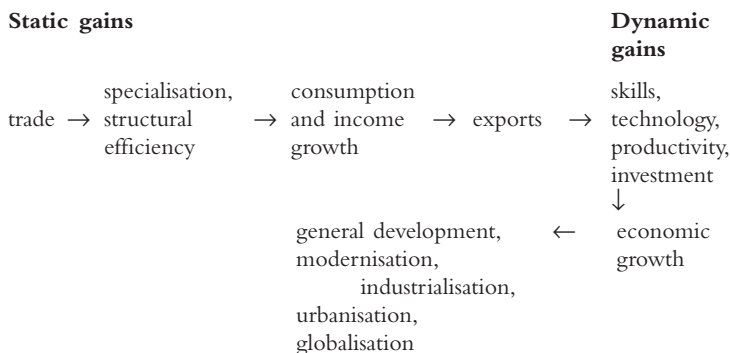 Static gains Dynamic
gains
specialisation, consumption skills,
trade → structural → and income → exports → technology,
efficiency growth productivity,
investment
↓
general development, ← economic
modernisation, growth
industrialisation,
urbanisation,
globalisation